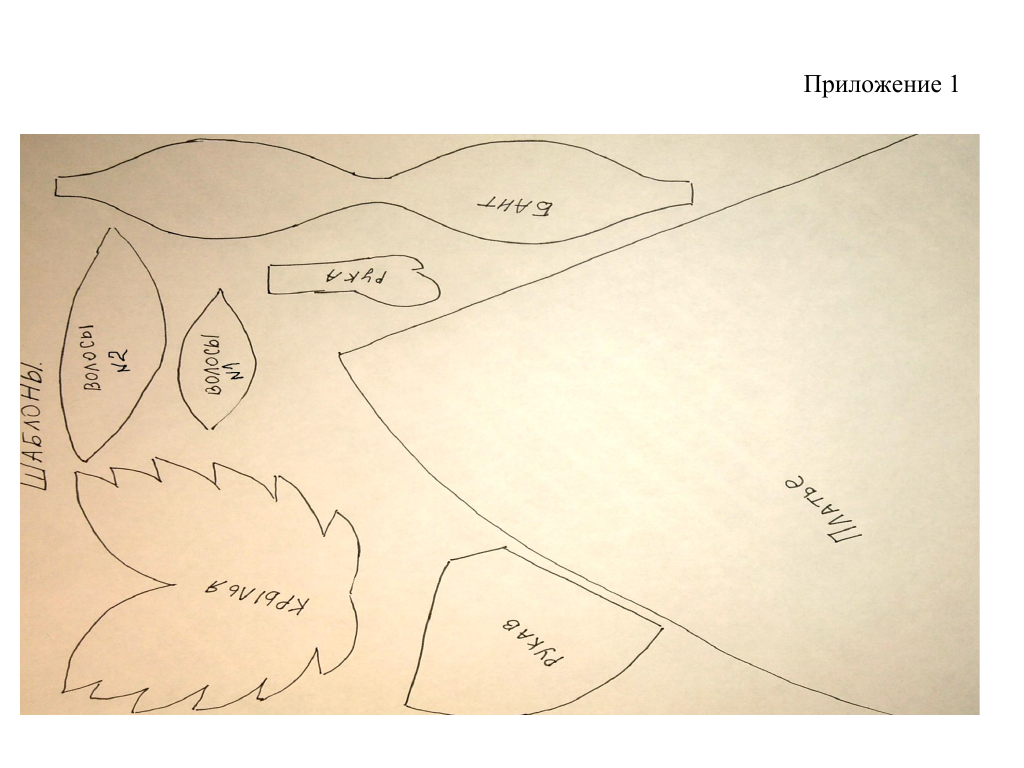 Приложение 1
ШАБЛОНЫ.
БАНТ
РУКА
ВОЛОСЫ
№2
ВОЛОСЫ
№1
ПЛАТЬЕ
КРЫЛЬЯ
РУКАВ